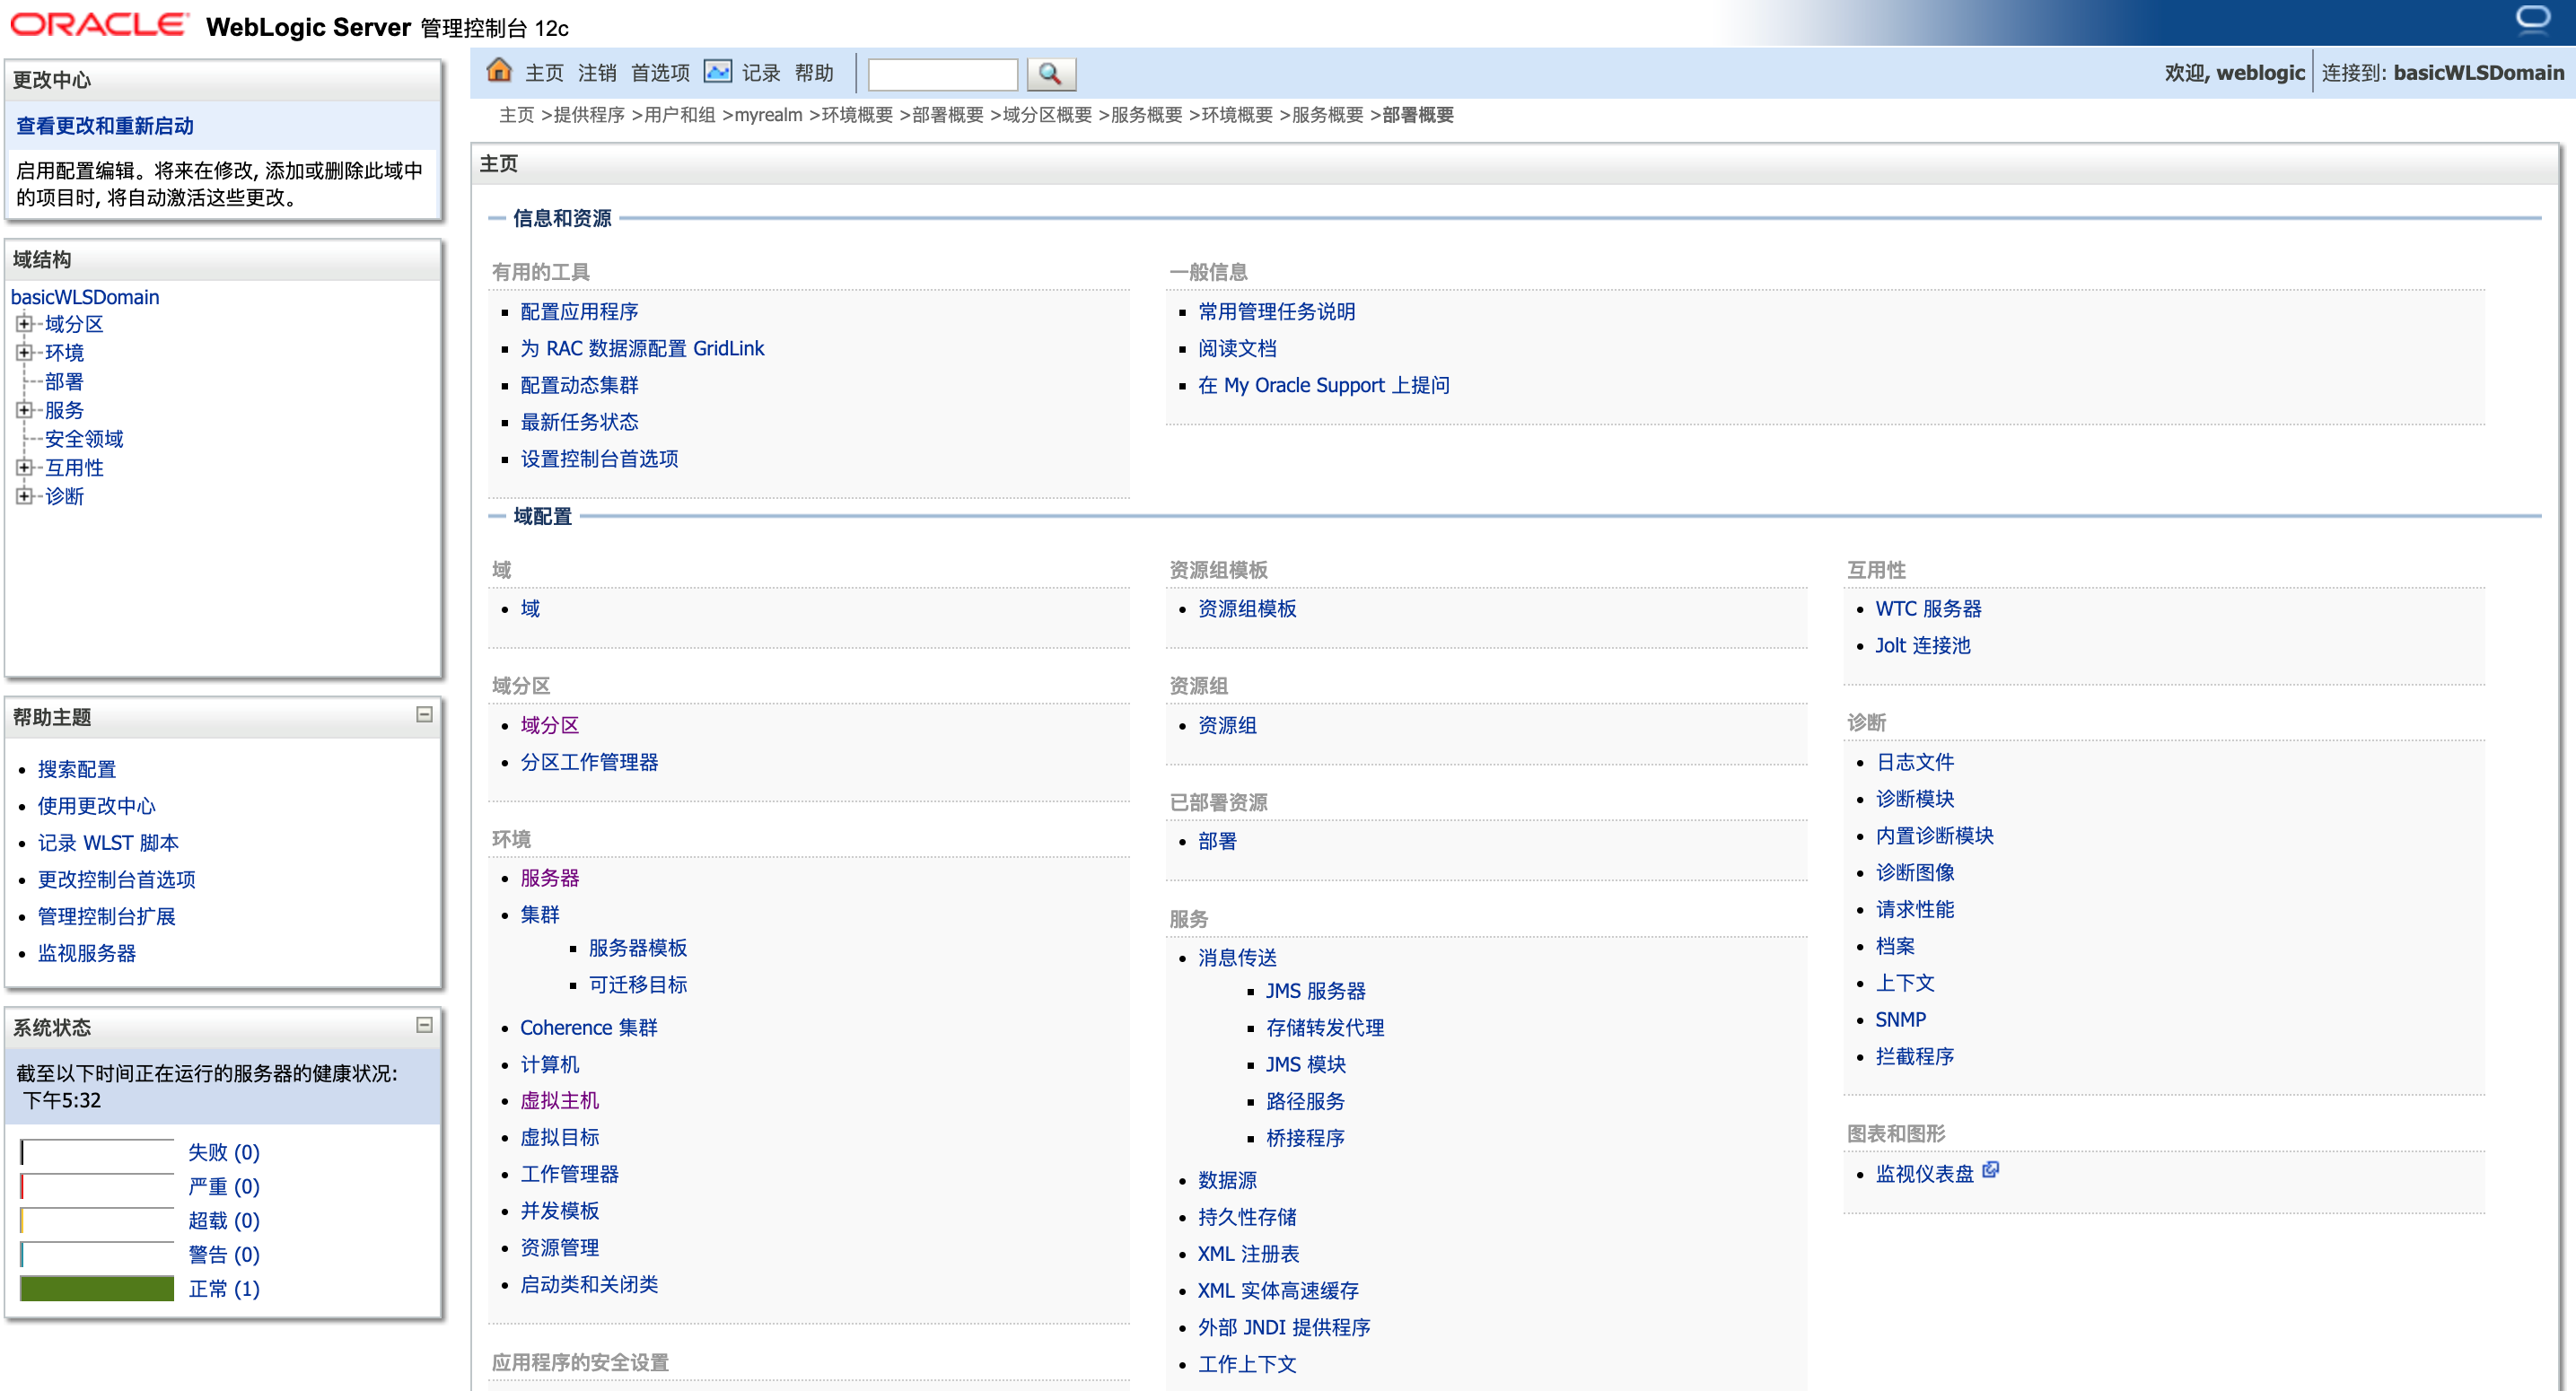 ORACLE WebLogic Server 管理控制台 12c
更改中心
查看更改和重新启动
启用配置编辑。将来在修改, 添加或删除此域中
的项目时, 将自动激活这些更改。
域结构
basicWLSDomain
域分区
环境
部署
服务
安全领域
互用性
诊断
帮助主题
搜索配置
使用更改中心
记录 WLST 脚本
更改控制台首选项
管理控制台扩展
监视服务器
系统状态
截至以下时间正在运行的服务器的健康状况:
下午5:32
失败 (0)
严重 (0)
超载 (0)
警告 (0)
正常 (1)
主页 注销 首选项 记录 帮助
欢迎, weblogic 连接到: basicWLSDomain
主页 >提供程序 >用户和组 >myrealm >环境概要 >部署概要 >域分区概要 >服务概要 >环境概要 >服务概要 >部署概要
主页
信息和资源
有用的工具
配置应用程序
为 RAC 数据源配置 GridLink
配置动态集群
最新任务状态
设置控制台首选项
一般信息
常用管理任务说明
阅读文档
在 My Oracle Support 上提问
域配置
域
域
域分区
域分区
分区工作管理器
环境
服务器
集群
服务器模板
可迁移目标
Coherence 集群
计算机
虚拟主机
虚拟目标
工作管理器
并发模板
资源管理
启动类和关闭类
应用程序的安全设置
资源组模板
资源组模板
资源组
资源组
已部署资源
部署
服务
消息传送
JMS 服务器
存储转发代理
JMS 模块
路径服务
桥接程序
数据源
持久性存储
XML 注册表
XML 实体高速缓存
外部 JNDI 提供程序
工作上下文
互用性
WTC 服务器
Jolt 连接池
诊断
日志文件
诊断模块
内置诊断模块
诊断图像
请求性能
档案
上下文
SNMP
拦截程序
图表和图形
监视仪表盘